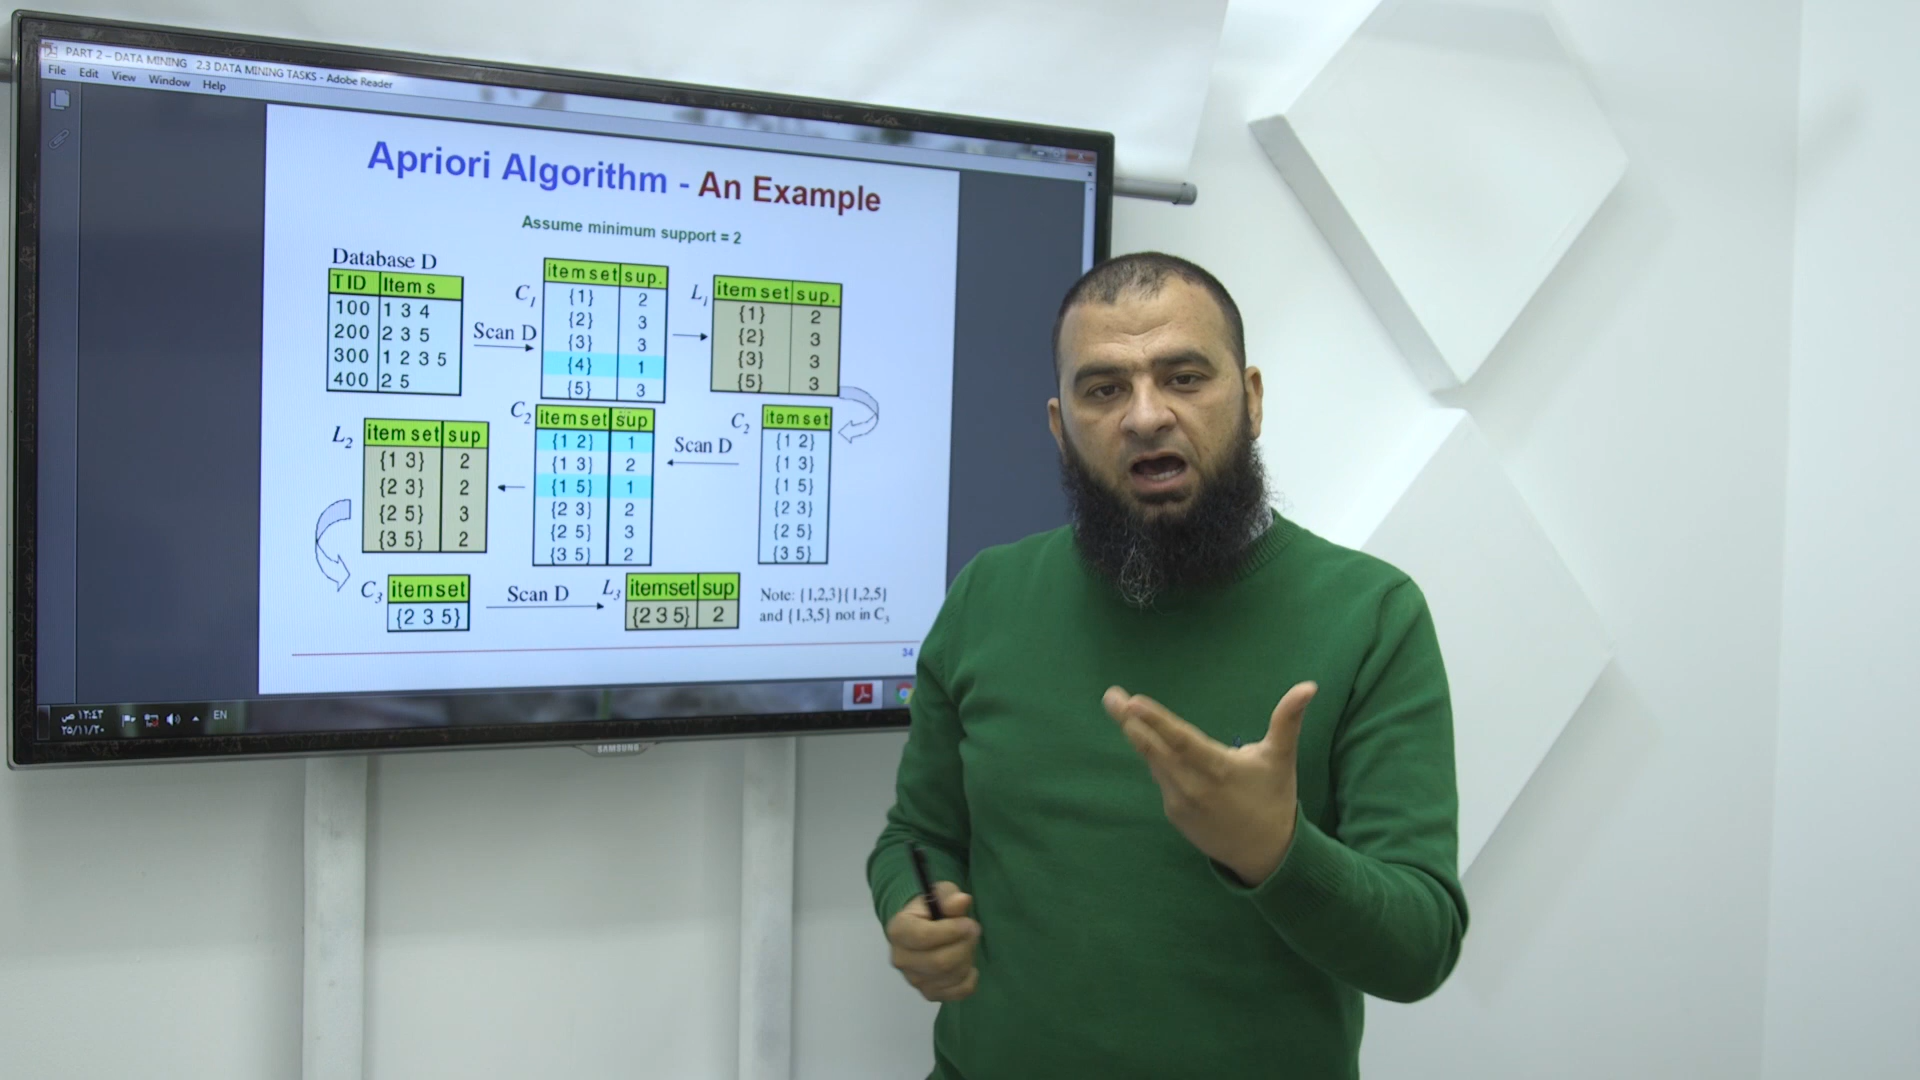 PART 2 – DATA MINING 2.3 DATA MINING TASKS - Adobe Reader
File Edit View Window Help
Apriori Algorithm - An Example
Assume minimum support = 2
Database D
TID Items
100 1 3 4
200 2 3 5
300 1 2 3 5
400 2 5
Scan D
C1
itemset sup.
{1} 2
{2} 3
{3} 3
{4} 1
{5} 3
L1
itemset sup.
{1} 2
{2} 3
{3} 3
{5} 3
L2
itemset sup
{1 3} 2
{2 3} 2
{2 5} 3
{3 5} 2
C2
itemset sup
{1 2} 1
{1 3} 2
{1 5} 1
{2 3} 2
{2 5} 3
{3 5} 2
Scan D
C2
itemset
{1 2}
{1 3}
{1 5}
{2 3}
{2 5}
{3 5}
C3
itemset
{2 3 5}
Scan D
L3
itemset sup
{2 3 5} 2
Note: {1,2,3}{1,2,5}
and {1,3,5} not in C3
34
EN
١٢:٤٣ ص
٢٥/١١/٢٠
SAMSUNG